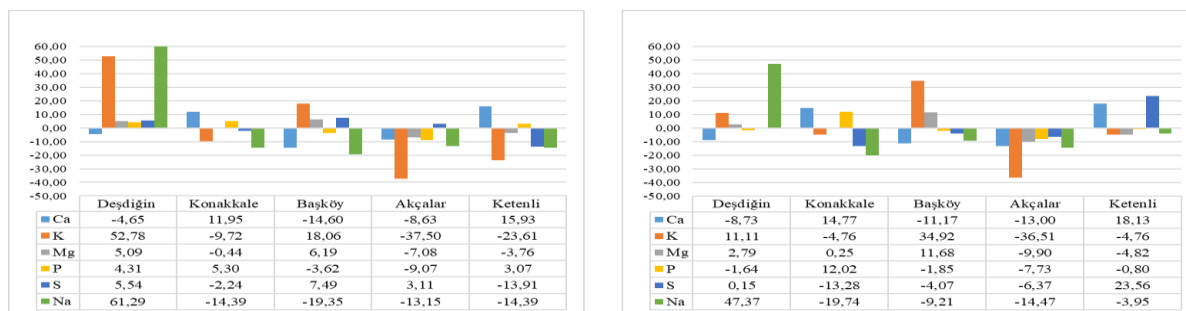 60,00
50,00
40,00
30,00
20,00
10,00
0,00
-10,00
-20,00
-30,00
-40,00
-50,00
Deşdiğin Konakkale Başköy Akçalar Ketenli
Ca -4,65 11,95 -14,60 -8,63 15,93
K 52,78 -9,72 18,06 -37,50 -23,61
Mg 5,09 -0,44 6,19 -7,08 -3,76
P 4,31 5,30 -3,62 -9,07 3,07
S 5,54 -2,24 7,49 3,11 -13,91
Na 61,29 -14,39 -19,35 -13,15 -14,39
60,00
50,00
40,00
30,00
20,00
10,00
0,00
-10,00
-20,00
-30,00
-40,00
-50,00
Deşdiğin Konakkale Başköy Akçalar Ketenli
Ca -8,73 14,77 -11,17 -13,00 18,13
K 11,11 -4,76 34,92 -36,51 -4,76
Mg 2,79 0,25 11,68 -9,90 -4,82
P -1,64 12,02 -1,85 -7,73 -0,80
S 0,15 -13,28 -4,07 -6,37 23,56
Na 47,37 -19,74 -9,21 -14,47 -3,95